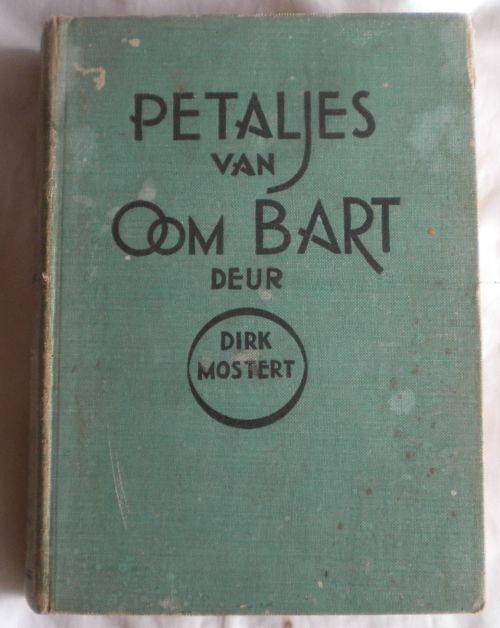 PETALJES
VAN
OOM BART
DEUR
DIRK
MOSTERT